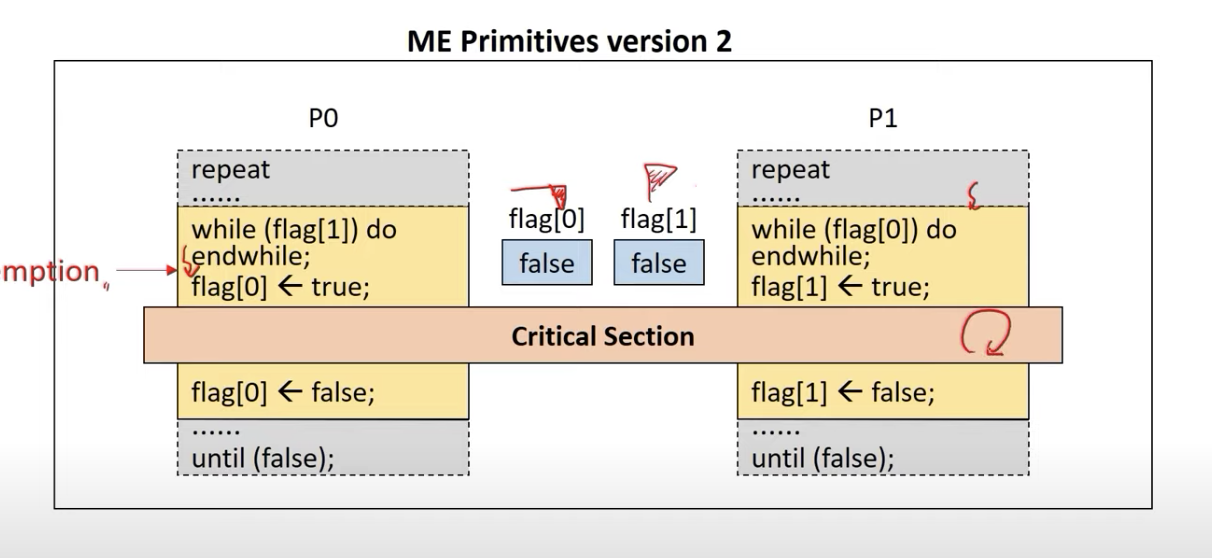 ME Primitives version 2
P0
repeat
......
while (flag[1]) do
endwhile;
flag[0] ← true;
flag[0] flag[1]
false false
P1
repeat
......
while (flag[0]) do
endwhile;
flag[1] ← true;
mption,
Critical Section
flag[0] ← false;
......
until (false);
flag[1] ← false;
......
until (false);